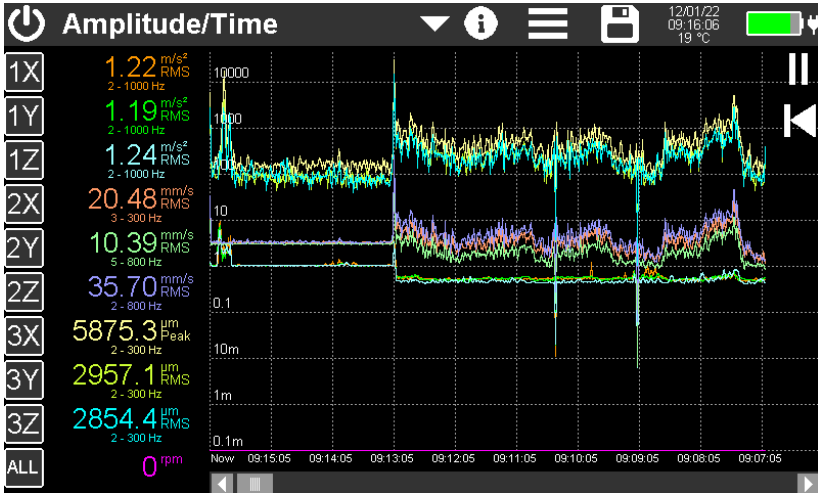 Amplitude/Time
12/01/22
09:16:06
19 °C
1X 1.22 m/s² RMS
2 - 1000 Hz
1Y 1.19 m/s² RMS
2 - 1000 Hz
1Z 1.24 m/s² RMS
2 - 1000 Hz
2X 20.48 mm/s RMS
3 - 300 Hz
2Y 10.39 mm/s RMS
5 - 800 Hz
2Z 35.70 mm/s RMS
2 - 800 Hz
3X 5875.3 µm Peak
2 - 300 Hz
3Y 2957.1 µm RMS
2 - 300 Hz
3Z 2854.4 µm RMS
2 - 300 Hz
ALL 0 rpm
10000
1000
10
0.1
10m
1m
0.1m
Now 09:15:05 09:14:05 09:13:05 09:12:05 09:11:05 09:10:05 09:09:05 09:08:05 09:07:05